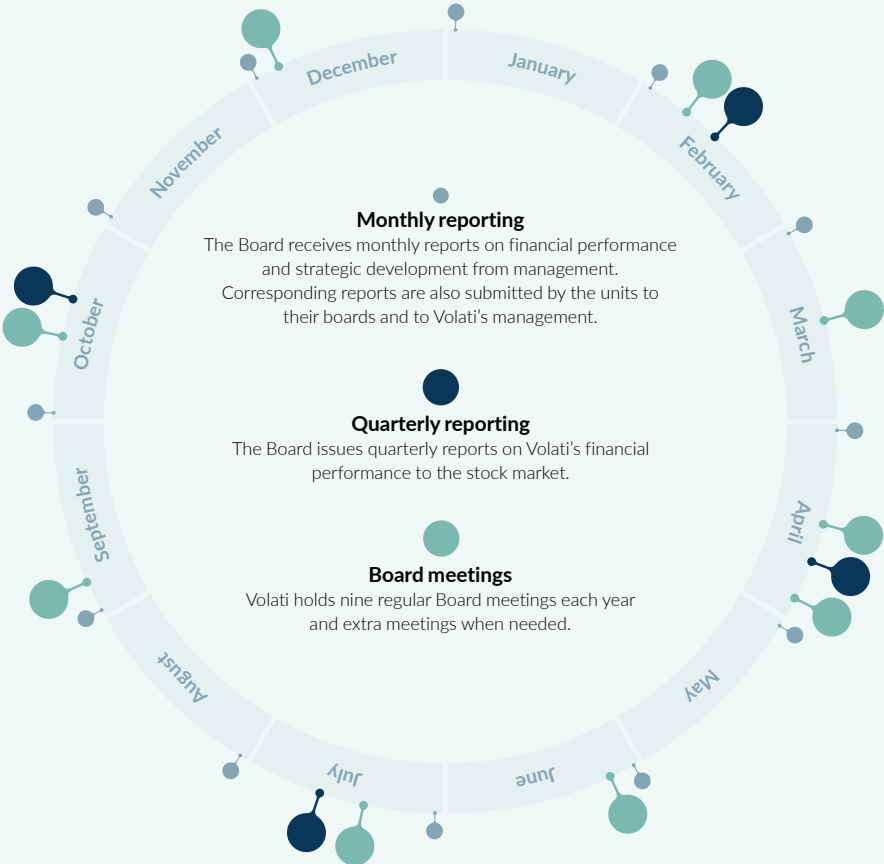 December
January
November
February
Monthly reporting
The Board receives monthly reports on financial performance
and strategic development from management.
Corresponding reports are also submitted by the units to
their boards and to Volati’s management.
October
March
Quarterly reporting
The Board issues quarterly reports on Volati’s financial
performance to the stock market.
September
April
Board meetings
Volati holds nine regular Board meetings each year
and extra meetings when needed.
August
May
July
June